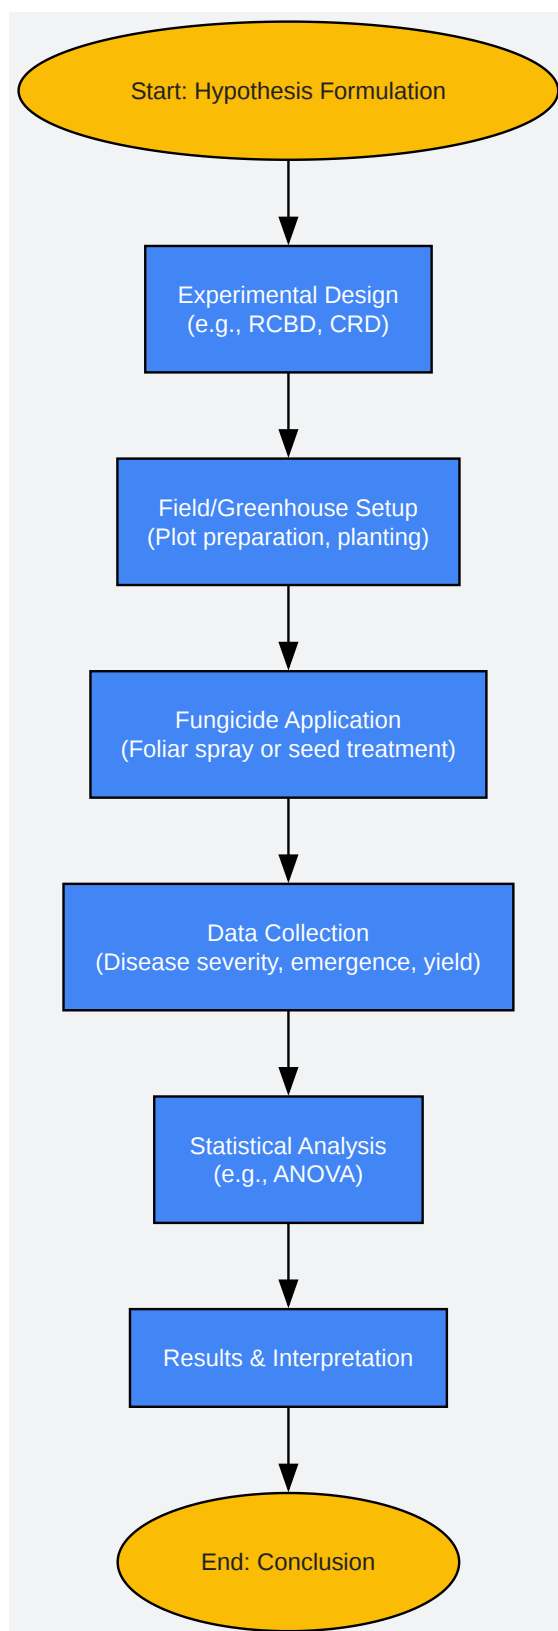 Start: Hypothesis Formulation
Experimental Design
(e.g., RCBD, CRD)
Field/Greenhouse Setup
(Plot preparation, planting)
Fungicide Application
(Foliar spray or seed treatment)
Data Collection
(Disease severity, emergence, yield)
Statistical Analysis
(e.g., ANOVA)
Results & Interpretation
End: Conclusion